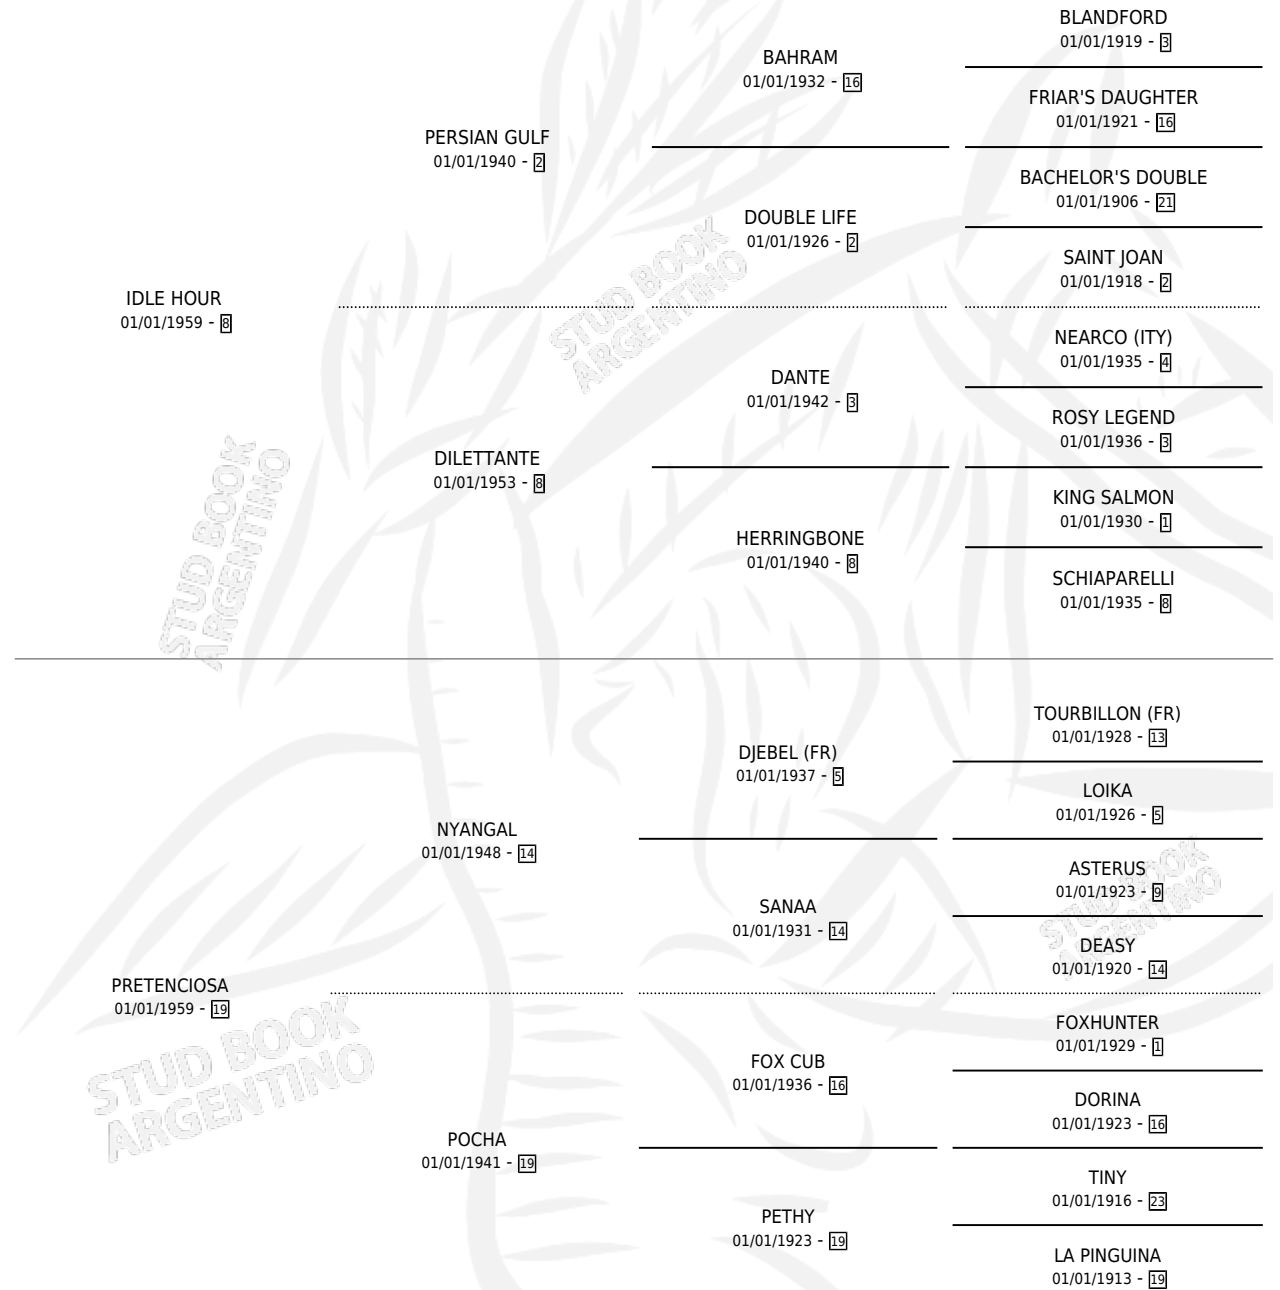 BLANDFORD
01/01/1919 - 3
BAHRAM
01/01/1932 - 16
FRIAR'S DAUGHTER
01/01/1921 - 16
PERSIAN GULF
01/01/1940 - 2
BACHELOR'S DOUBLE
01/01/1906 - 21
DOUBLE LIFE
01/01/1926 - 2
SAINT JOAN
01/01/1918 - 2
IDLE HOUR
01/01/1959 - 8
NEARCO (ITY)
01/01/1935 - 4
DANTE
01/01/1942 - 3
ROSY LEGEND
01/01/1936 - 3
DILETTANTE
01/01/1953 - 8
KING SALMON
01/01/1930 - 1
HERRINGBONE
01/01/1940 - 8
SCHIAPARELLI
01/01/1935 - 8
STUD BOOK
ARGENTINO
STUD BOOK
ARGENTINO
TOURBILLON (FR)
01/01/1928 - 13
DJEBEL (FR)
01/01/1937 - 5
LOIKA
01/01/1926 - 5
NYANGAL
01/01/1948 - 14
ASTERUS
01/01/1923 - 9
SANAA
01/01/1931 - 14
DEASY
01/01/1920 - 14
STUD BOOK
ARGENTINO
PRETENCIOSA
01/01/1959 - 19
FOXHUNTER
01/01/1929 - 1
FOX CUB
01/01/1936 - 16
DORINA
01/01/1923 - 16
POCHA
01/01/1941 - 19
TINY
01/01/1916 - 23
PETHY
01/01/1923 - 19
LA PINGUINA
01/01/1913 - 19
STUD BOOK
ARGENTINO